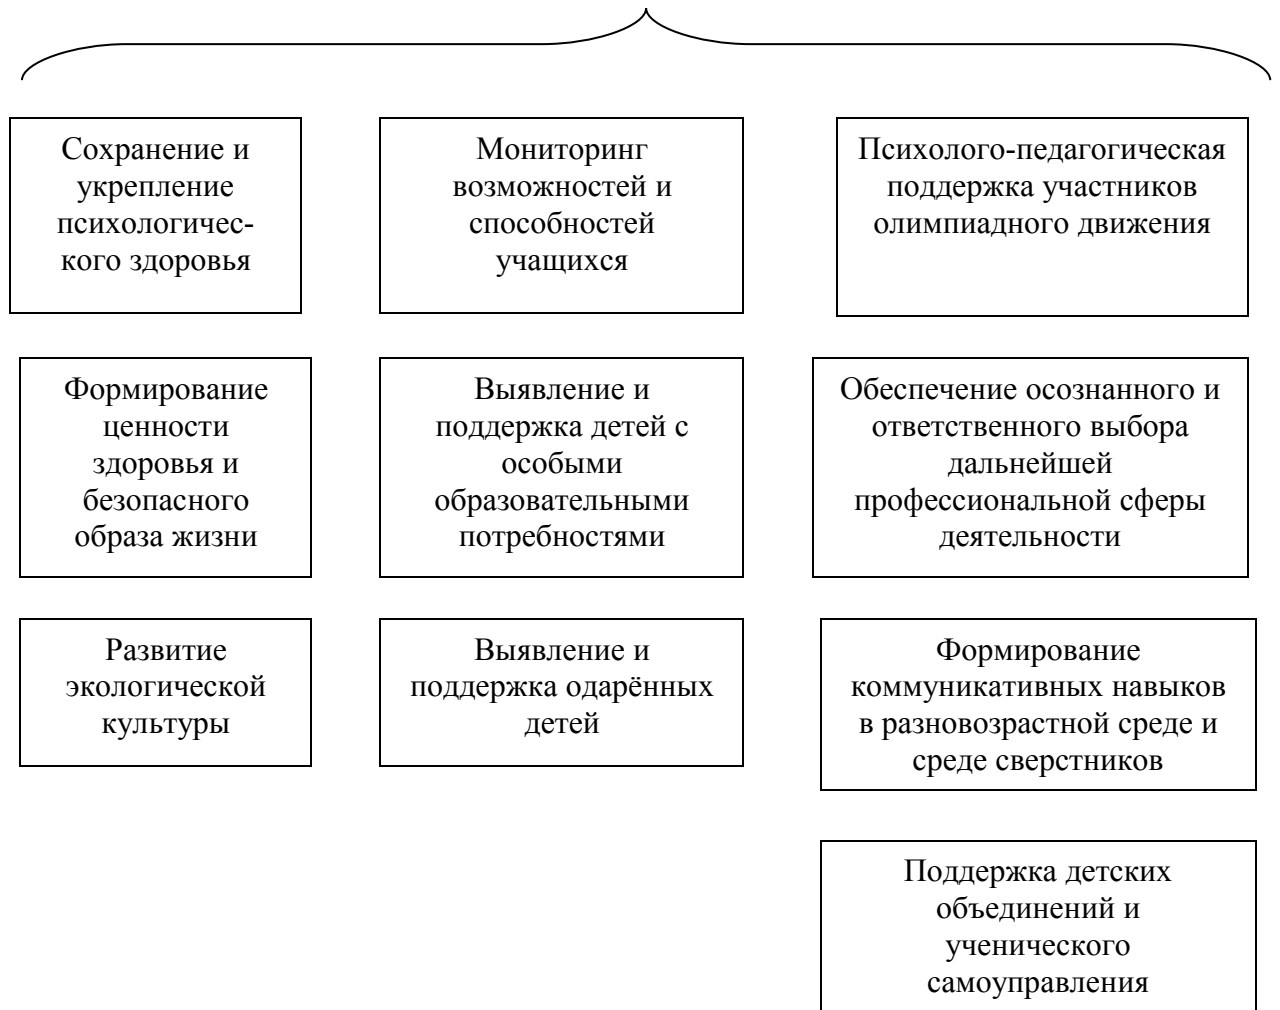 Сохранение и
укрепление
психологичес-
кого здоровья
Мониторинг
возможностей и
способностей
учащихся
Психолого-педагогическая
поддержка участников
олимпиадного движения
Формирование
ценности
здоровья и
безопасного
образа жизни
Выявление и
поддержка детей с
особыми
образовательными
потребностями
Обеспечение осознанного и
ответственного выбора
дальнейшей
профессиональной сферы
деятельности
Развитие
экологической
культуры
Выявление и
поддержка одарённых
детей
Формирование
коммуникативных навыков
в разновозрастной среде и
среде сверстников
Поддержка детских
объединений и
ученического
самоуправления